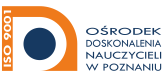 ISO 9001
OŚRODEK
DOSKONALENIA
NAUCZYCIELI
W POZNANIU